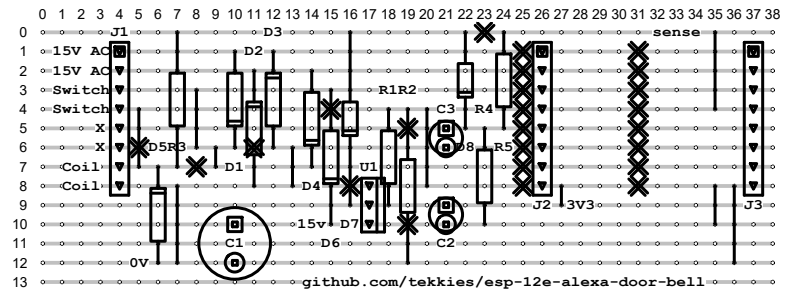 0 1 2 3 4 5 6 7 8 9 10 11 12 13 14 15 16 17 18 19 20 21 22 23 24 25 26 27 28 29 30 31 32 33 34 35 36 37 38
0 J1 D3 sense
1 15V AC D2
2 15V AC
3 Switch R1R2
4 Switch C3 R4
5 X
6 X D5R3 D8 R5
7 Coil D1 U1
8 Coil D4
9 J2 3V3 J3
10 15v D7
11 C1 D6 C2
12 0V
13 github.com/tekkies/esp-12e-alexa-door-bell